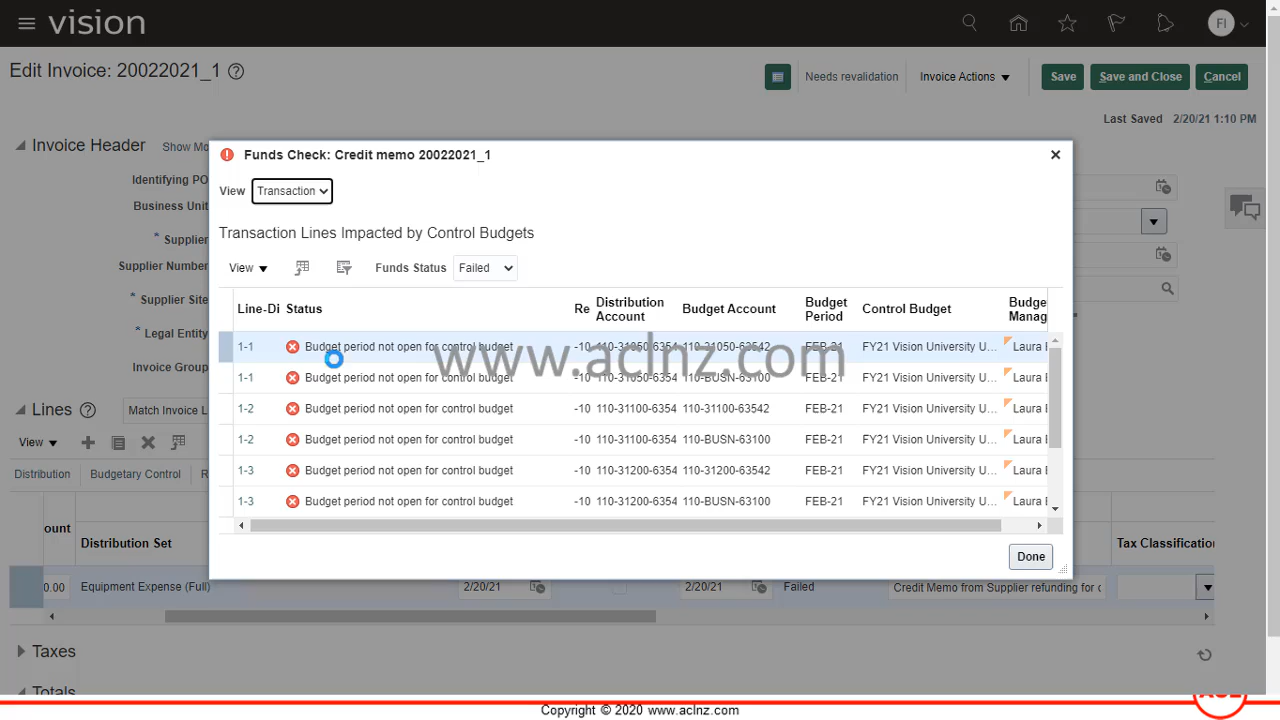 vision
FI
Edit Invoice: 20022021_1
Needs revalidation
Invoice Actions
Save
Save and Close
Cancel
Last Saved 2/20/21 1:10 PM
Invoice Header
Show Mo
Identifying PO
Business Unit
* Supplier
Supplier Number
* Supplier Site
* Legal Entity
Invoice Group
Funds Check: Credit memo 20022021_1
View Transaction
Transaction Lines Impacted by Control Budgets
View
Funds Status Failed
Line-Di Status Re Distribution Account Budget Account Budget Period Control Budget Budge Manag
1-1 Budget period not open for control budget -10 110-31050-6354 110-31050-63542 FEB-21 FY21 Vision University U... Laura E
1-1 Budget period not open for control budget -10 110-31050-6354 110-BUSN-63100 FEB-21 FY21 Vision University U... Laura E
1-2 Budget period not open for control budget -10 110-31100-6354 110-31100-63542 FEB-21 FY21 Vision University U... Laura E
1-2 Budget period not open for control budget -10 110-31100-6354 110-BUSN-63100 FEB-21 FY21 Vision University U... Laura E
1-3 Budget period not open for control budget -10 110-31200-6354 110-31200-63542 FEB-21 FY21 Vision University U... Laura E
1-3 Budget period not open for control budget -10 110-31200-6354 110-BUSN-63100 FEB-21 FY21 Vision University U... Laura E
www.aclnz.com
Done
Lines
Match Invoice L
View
Distribution
Budgetary Control
R
ount
Distribution Set
Tax Classification
0.00 Equipment Expense (Full) 2/20/21 2/20/21 Failed Credit Memo from Supplier refunding for c
Taxes
Totals
Copyright © 2020 www.aclnz.com